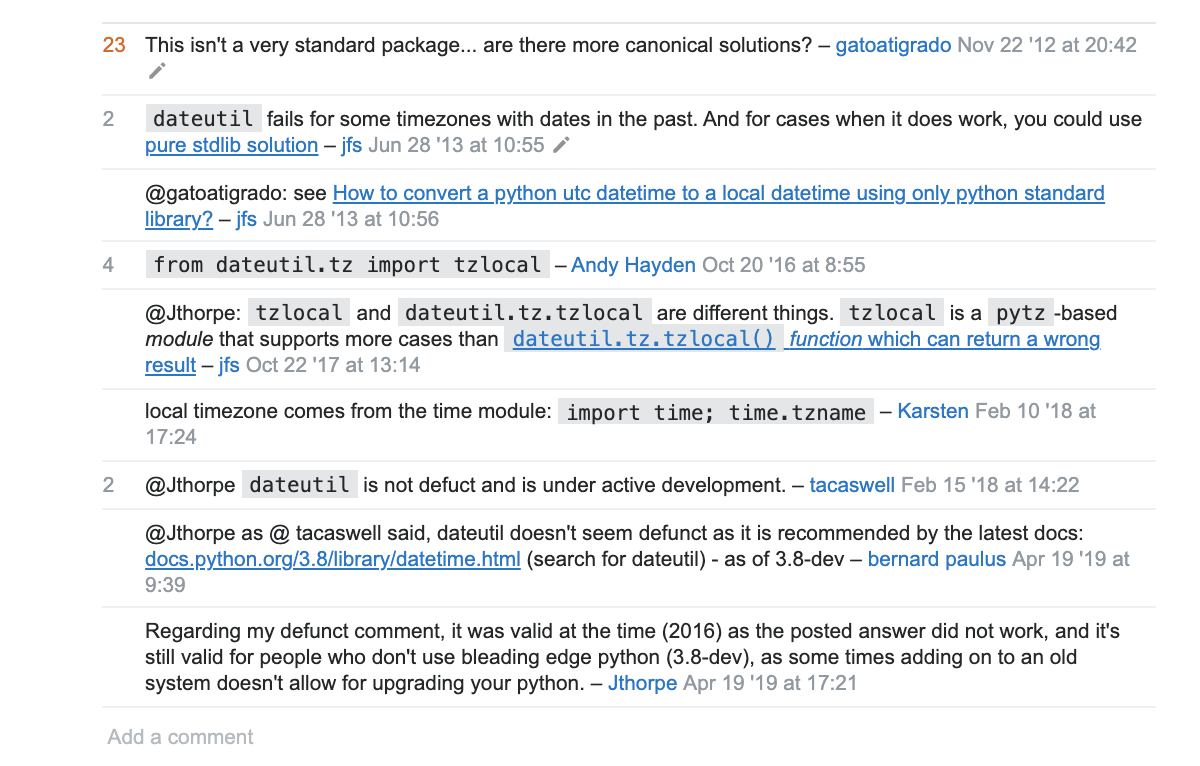 23 This isn't a very standard package... are there more canonical solutions? – gatoatigrado Nov 22 '12 at 20:42
2 dateutil fails for some timezones with dates in the past. And for cases when it does work, you could use
pure stdlib solution – jfs Jun 28 '13 at 10:55
@gatoatigrado: see How to convert a python utc datetime to a local datetime using only python standard
library? – jfs Jun 28 '13 at 10:56
4 from dateutil.tz import tzlocal – Andy Hayden Oct 20 '16 at 8:55
@Jthorpe: tzlocal and dateutil.tz.tzlocal are different things. tzlocal is a pytz -based
module that supports more cases than dateutil.tz.tzlocal() function which can return a wrong
result – jfs Oct 22 '17 at 13:14
local timezone comes from the time module: import time; time.tzname – Karsten Feb 10 '18 at
17:24
2 @Jthorpe dateutil is not defuct and is under active development. – tacaswell Feb 15 '18 at 14:22
@Jthorpe as @ tacaswell said, dateutil doesn't seem defunct as it is recommended by the latest docs:
docs.python.org/3.8/library/datetime.html (search for dateutil) - as of 3.8-dev – bernard paulus Apr 19 '19 at
9:39
Regarding my defunct comment, it was valid at the time (2016) as the posted answer did not work, and it's
still valid for people who don't use bleading edge python (3.8-dev), as some times adding on to an old
system doesn't allow for upgrading your python. – Jthorpe Apr 19 '19 at 17:21
Add a comment